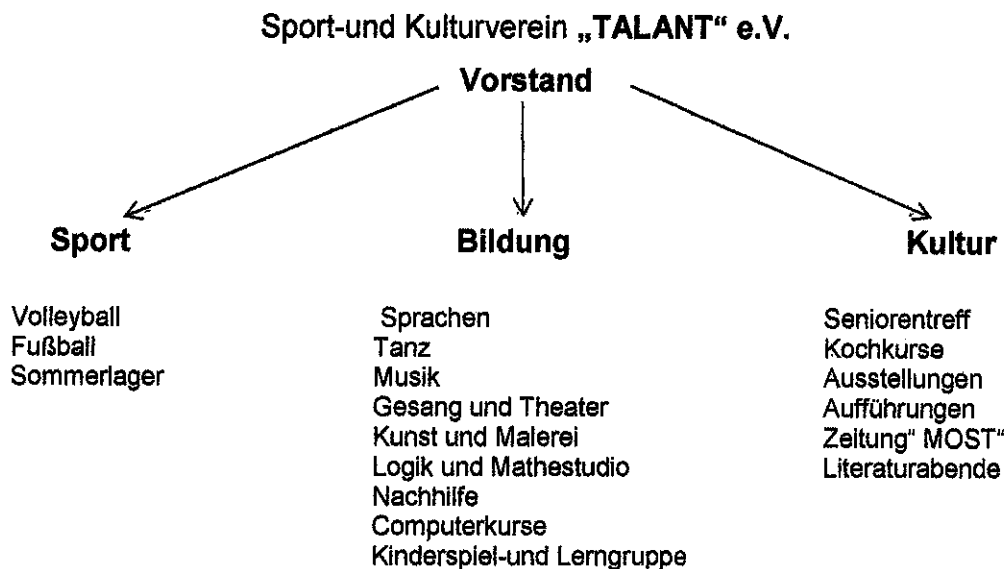 Sport-und Kulturverein „TALANT“ e.V.
Vorstand
Sport
Bildung
Kultur
Volleyball
Fußball
Sommerlager
Sprachen
Tanz
Musik
Gesang und Theater
Kunst und Malerei
Logik und Mathestudio
Nachhilfe
Computerkurse
Kinderspiel-und Lerngruppe
Seniorentreff
Kochkurse
Ausstellungen
Aufführungen
Zeitung" MOST“
Literaturabende